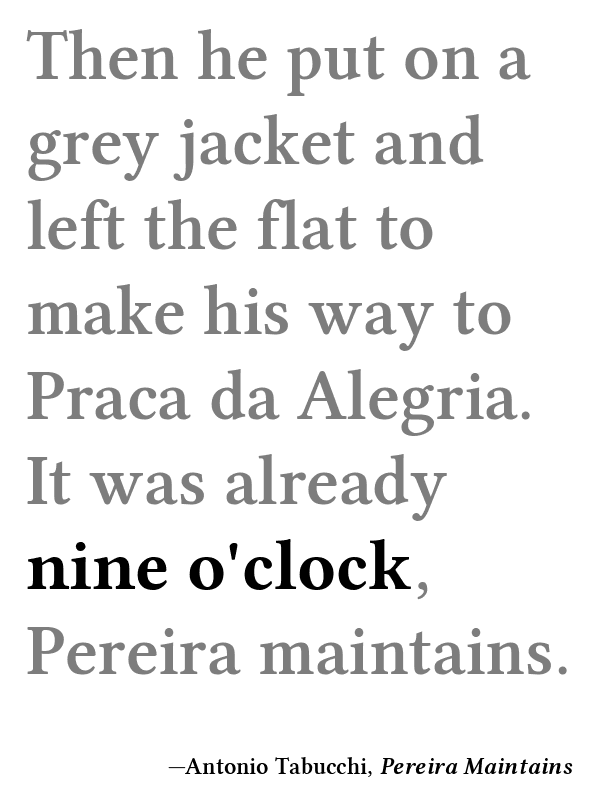 Then he put on a
grey jacket and
left the flat to
make his way to
Praca da Alegria.
It was already
nine o'clock,
Pereira maintains.
—Antonio Tabucchi, Pereira Maintains